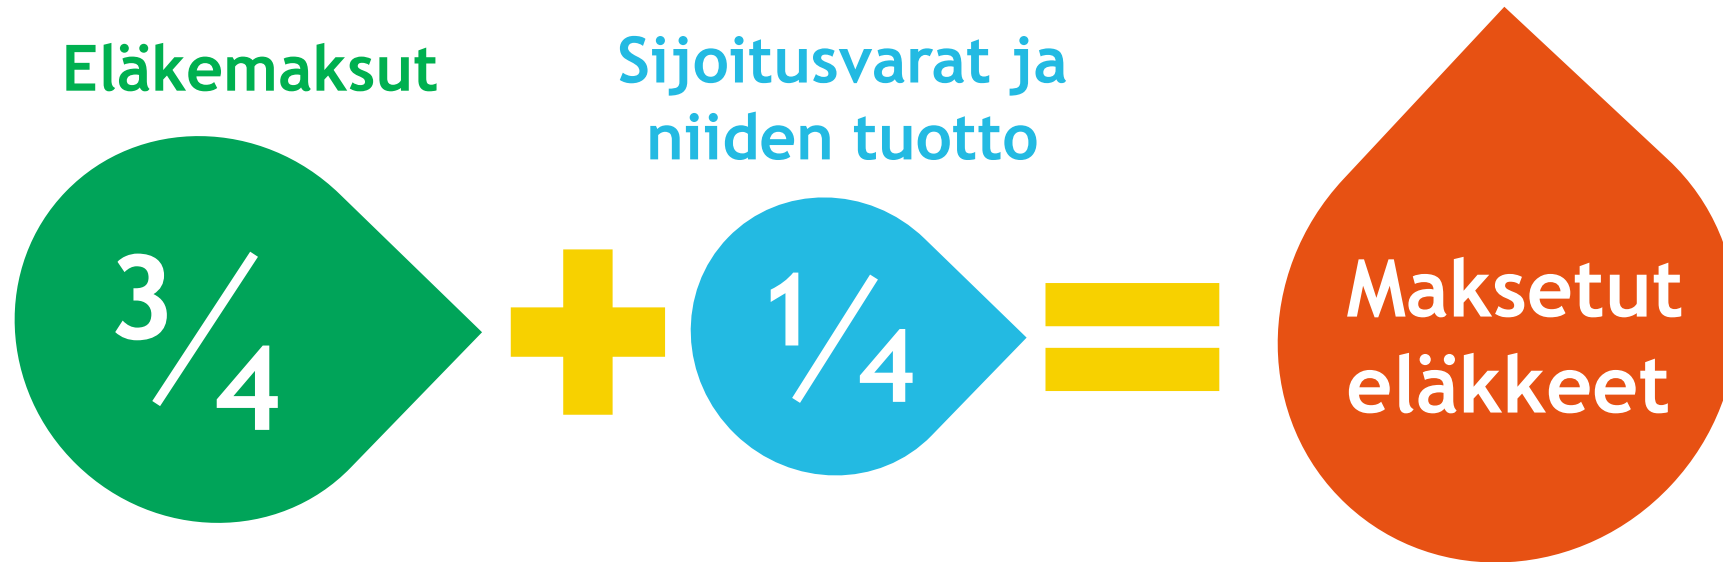 Eläkemaksut
Sijoitusvarat ja
niiden tuotto
3/4
1/4
Maksetut
eläkkeet